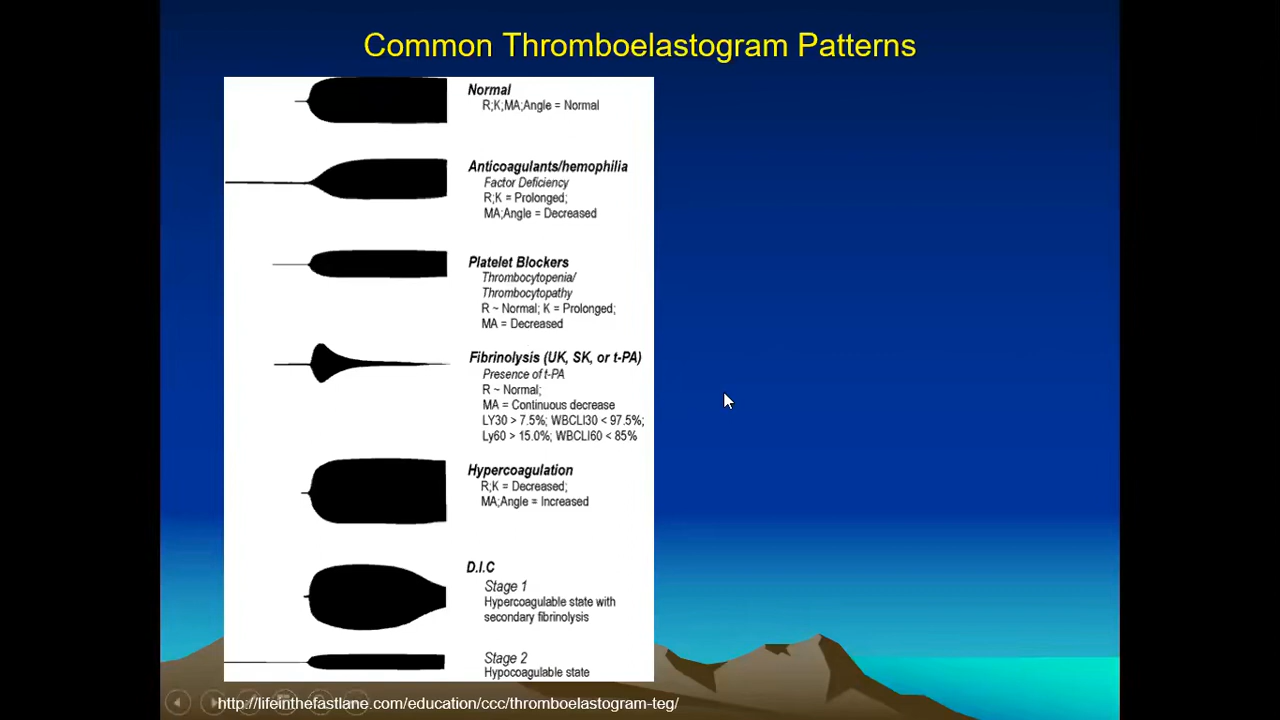 Common Thromboelastogram Patterns
Normal
R;K;MA;Angle = Normal
Anticoagulants/hemophilia
Factor Deficiency
R;K = Prolonged;
MA;Angle = Decreased
Platelet Blockers
Thrombocytopenia/
Thrombocytopathy
R ~ Normal; K = Prolonged;
MA = Decreased
Fibrinolysis (UK, SK, or t-PA)
Presence of t-PA
R ~ Normal;
MA = Continuous decrease
LY30 > 7.5%; WBCLI30 < 97.5%;
Ly60 > 15.0%; WBCLI60 < 85%
Hypercoagulation
R;K = Decreased;
MA;Angle = Increased
D.I.C
Stage 1
Hypercoagulable state with
secondary fibrinolysis
Stage 2
Hypocoagulable state
http://lifeinthefastlane.com/education/ccc/thromboelastogram-teg/